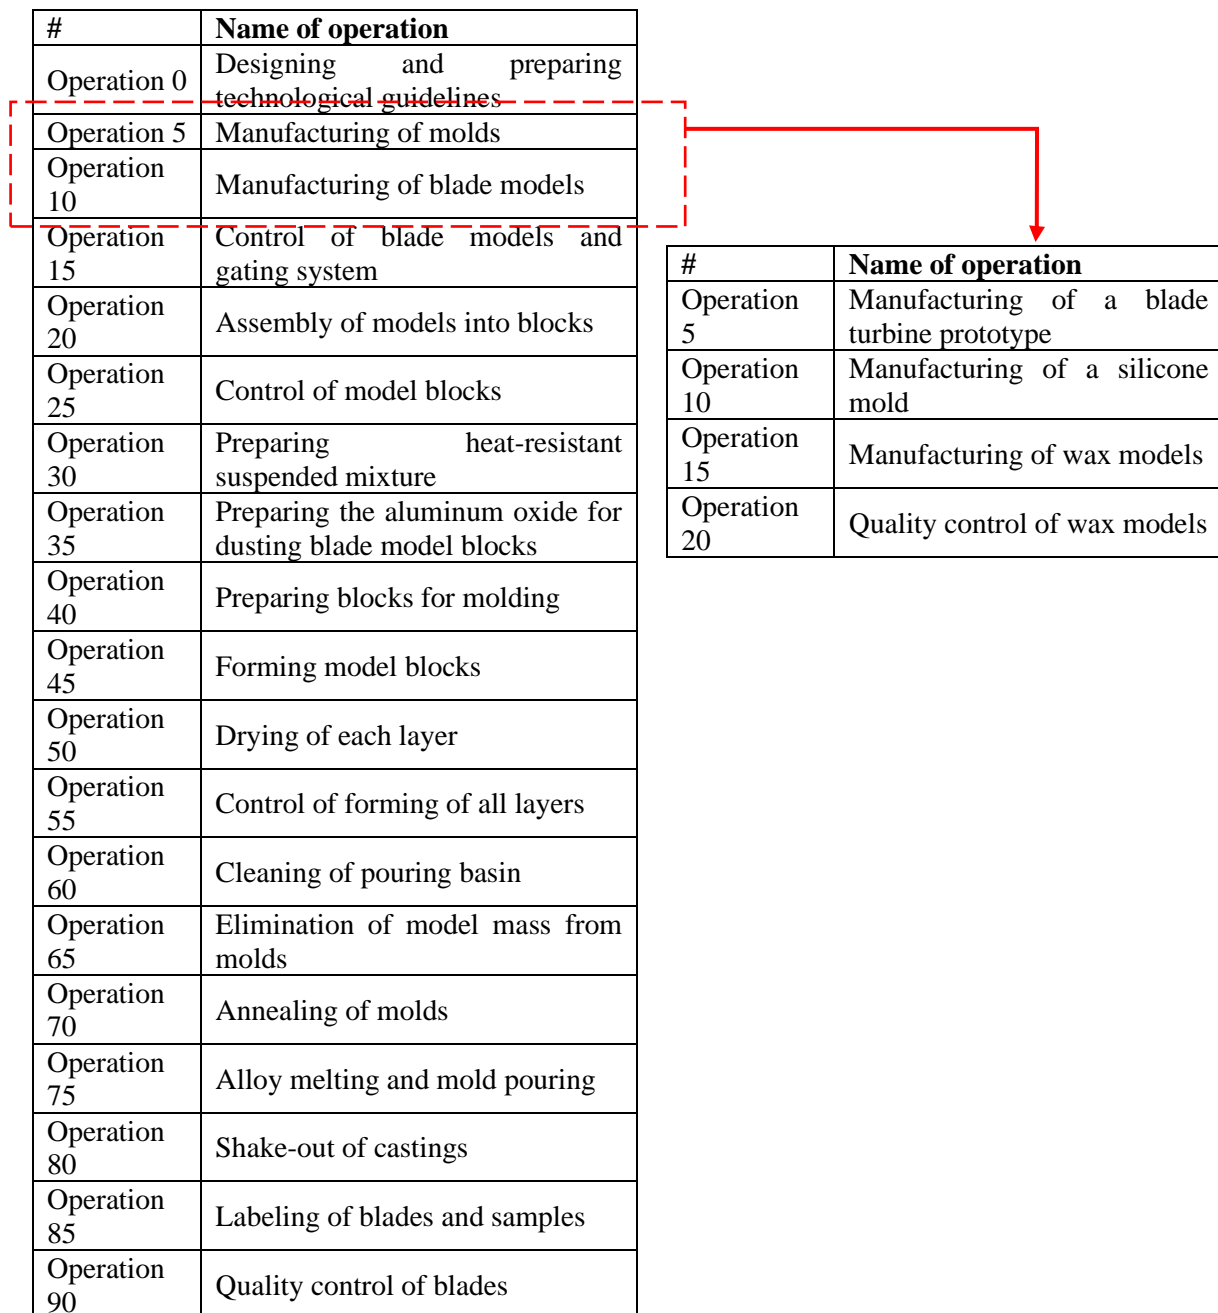 # Name of operation
Operation 0 Designing and preparing
technological guidelines
Operation 5 Manufacturing of molds
Operation
10 Manufacturing of blade models
Operation
15 Control of blade models and
gating system
Operation
20 Assembly of models into blocks
Operation
25 Control of model blocks
Operation
30 Preparing heat-resistant
suspended mixture
Operation
35 Preparing the aluminum oxide for
dusting blade model blocks
Operation
40 Preparing blocks for molding
Operation
45 Forming model blocks
Operation
50 Drying of each layer
Operation
55 Control of forming of all layers
Operation
60 Cleaning of pouring basin
Operation
65 Elimination of model mass from
molds
Operation
70 Annealing of molds
Operation
75 Alloy melting and mold pouring
Operation
80 Shake-out of castings
Operation
85 Labeling of blades and samples
Operation
90 Quality control of blades
# Name of operation
Operation
5 Manufacturing of a blade
turbine prototype
Operation
10 Manufacturing of a silicone
mold
Operation
15 Manufacturing of wax models
Operation
20 Quality control of wax models